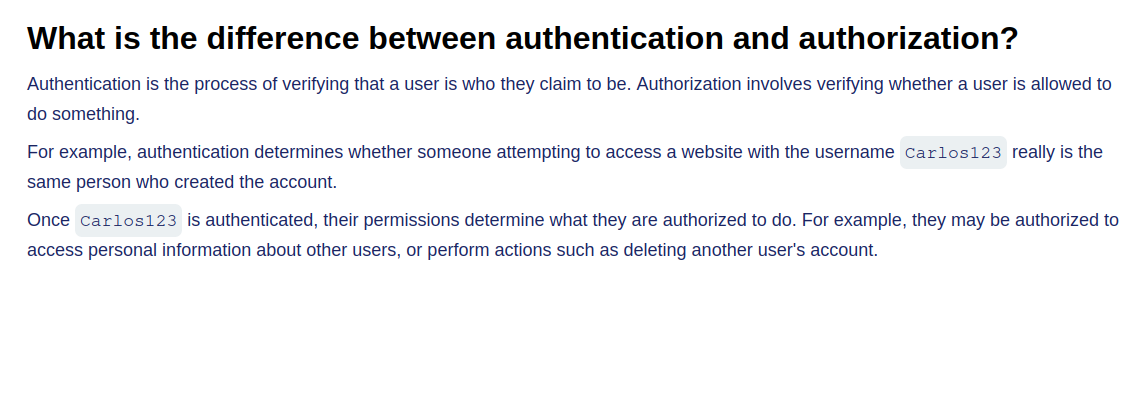 What is the difference between authentication and authorization?
Authentication is the process of verifying that a user is who they claim to be. Authorization involves verifying whether a user is allowed to
do something.
For example, authentication determines whether someone attempting to access a website with the username Carlos123 really is the
same person who created the account.
Once Carlos123 is authenticated, their permissions determine what they are authorized to do. For example, they may be authorized to
access personal information about other users, or perform actions such as deleting another user's account.